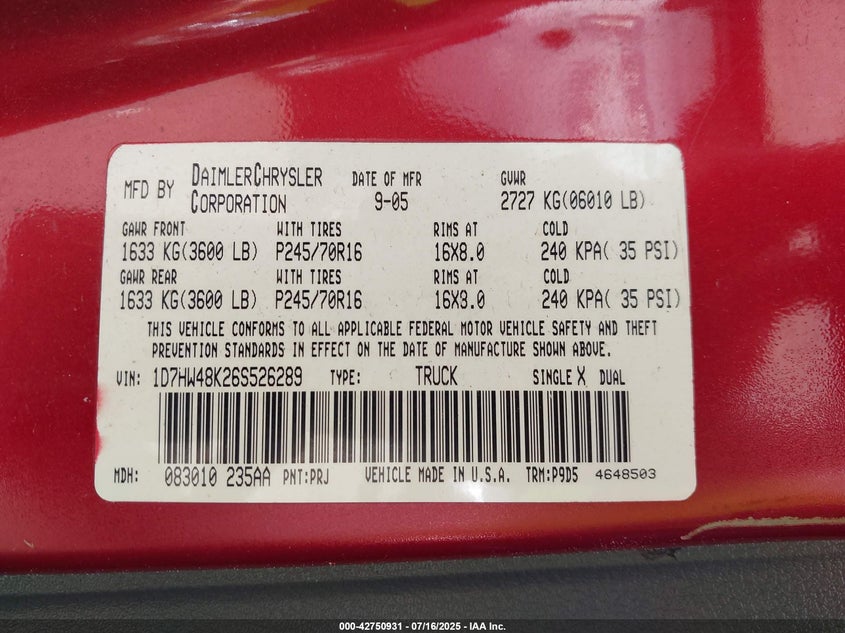 MFD BY DAIMLERCHRYSLER CORPORATION DATE OF MFR 9-05 GVWR 2727 KG(06010 LB)
GAWR FRONT WITH TIRES RIMS AT COLD
1633 KG(3600 LB) P245/70R16 16X8.0 240 KPA( 35 PSI)
GAWR REAR WITH TIRES RIMS AT COLD
1633 KG(3600 LB) P245/70R16 16X8.0 240 KPA( 35 PSI)
THIS VEHICLE CONFORMS TO ALL APPLICABLE FEDERAL MOTOR VEHICLE SAFETY AND THEFT
PREVENTION STANDARDS IN EFFECT ON THE DATE OF MANUFACTURE SHOWN ABOVE.
VIN: 1D7HW48K26S526289 TYPE: TRUCK SINGLE X DUAL
MDH: 083010 235AA PNT:PRJ VEHICLE MADE IN U.S.A. TRM:P9D5 4648503
000-42750931 - 07/16/2025 - IAA Inc.